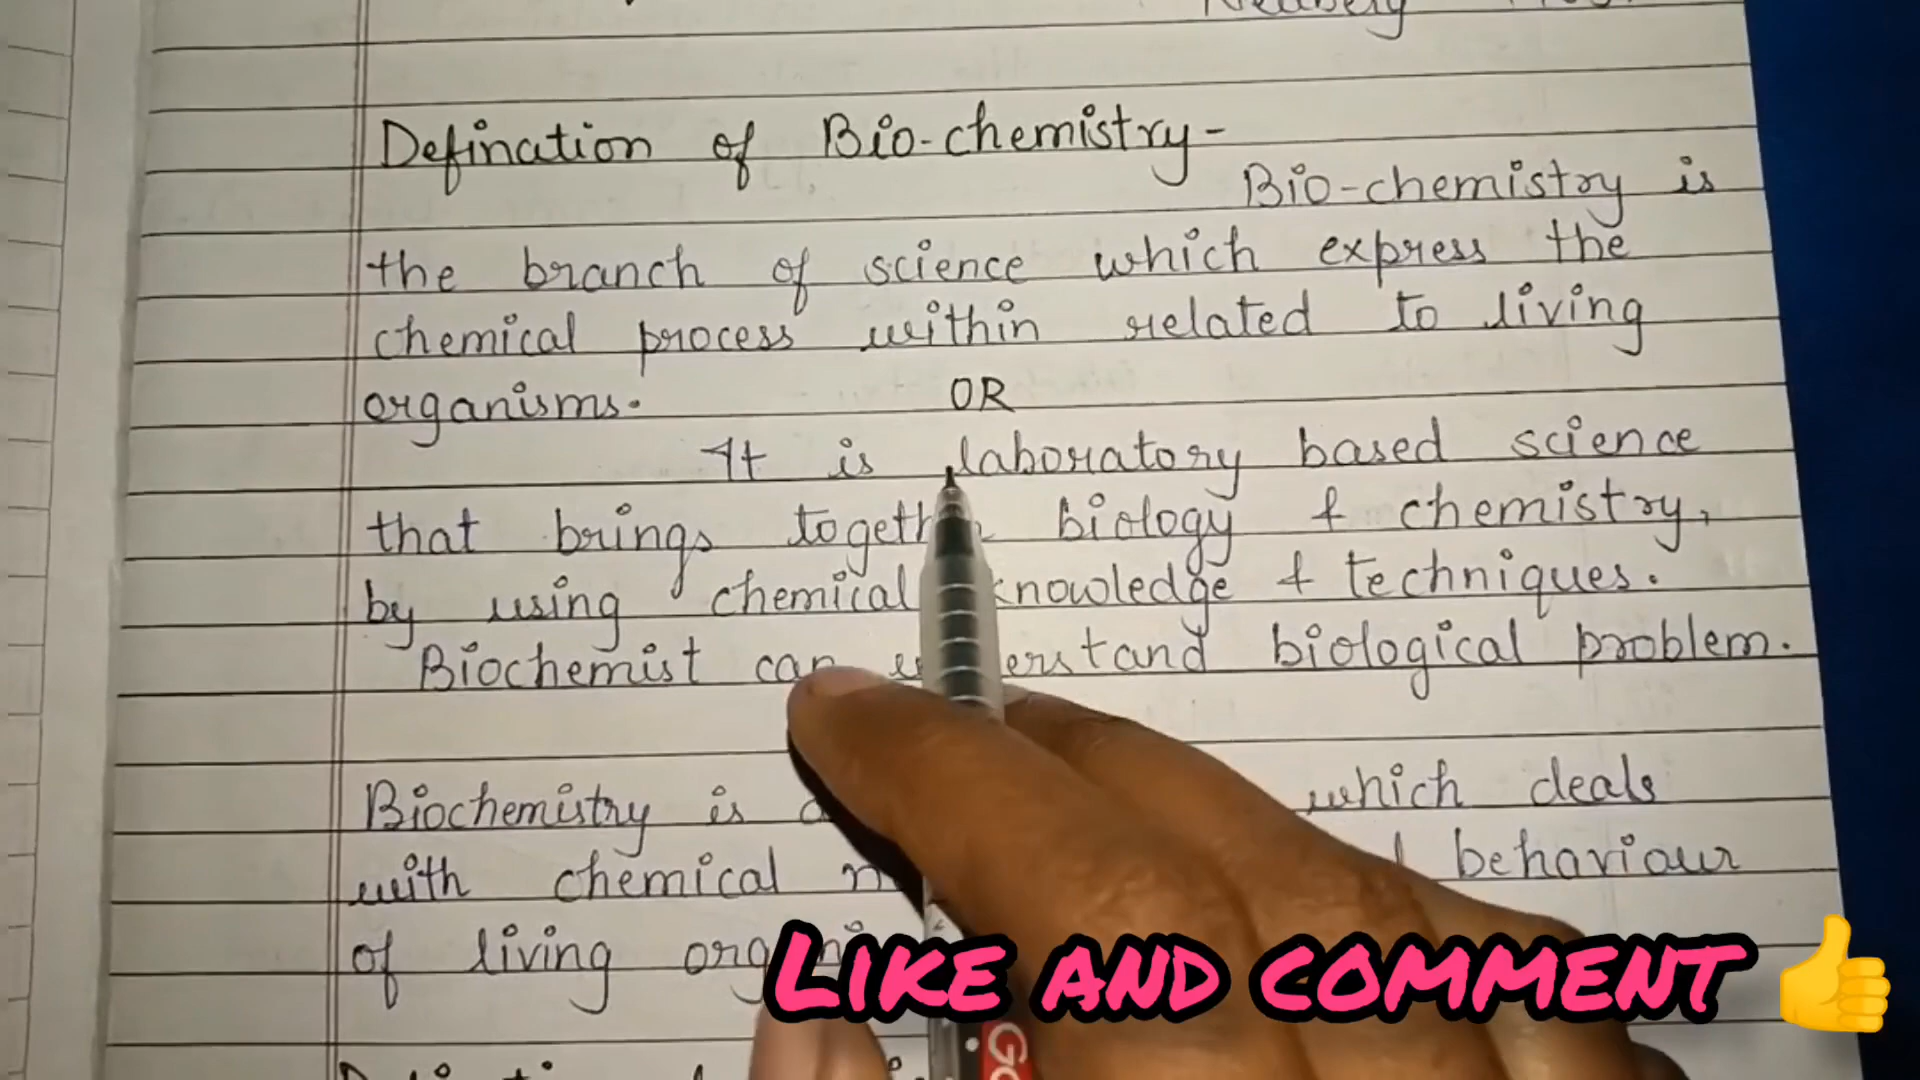 Defination of Bio-chemistry-
Bio-chemistry is
the branch of science which express the
chemical process within related to living
organisms. OR
It is laboratory based science
that brings biology & chemistry,
by using chemical & techniques.
Biochemist biological problem.
Biochemistry is which deals
with chemical behaviour
of living
LIKE AND COMMENT 👍